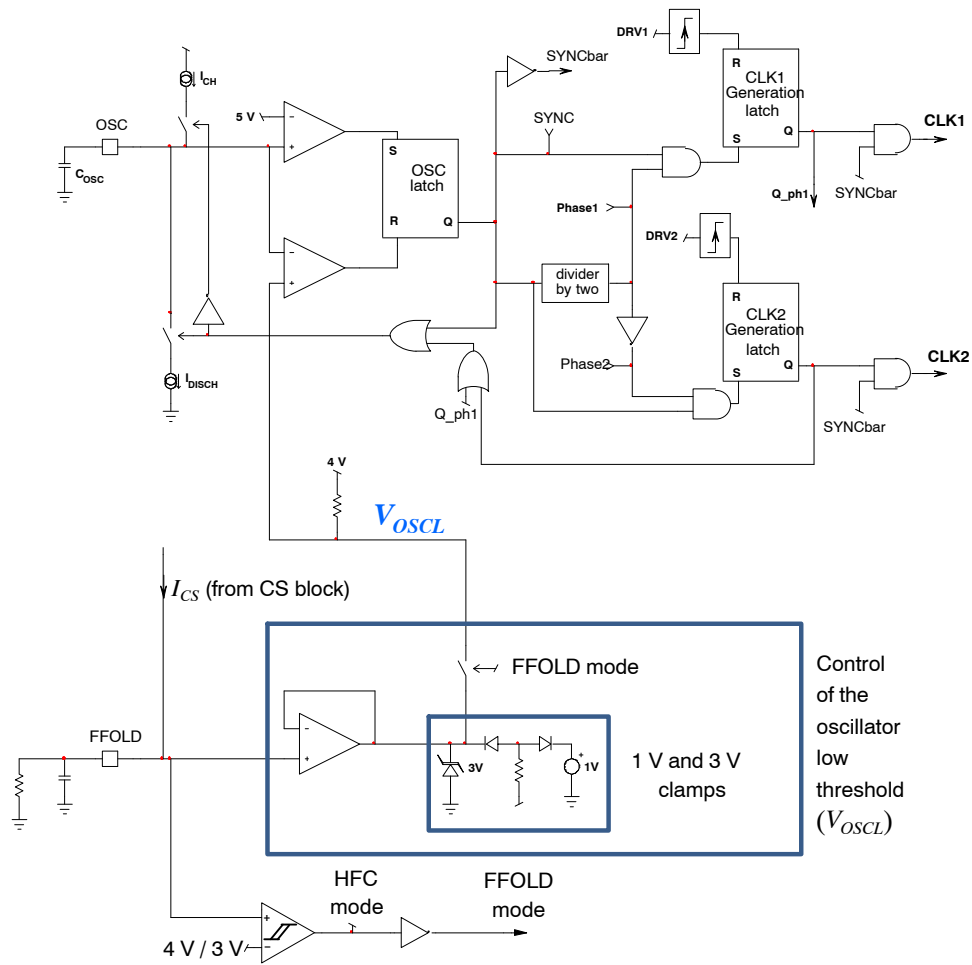 DRV1
R
CLK1
Generation
latch
S
Q
CLK1
SYNCbar
Q_ph1
SYNCbar
SYNC
I_CH
5 V
−
+
OSC
C_OSC
S
OSC
latch
R
Q
−
+
Phase1
DRV2
divider
by two
R
CLK2
Generation
latch
S
Q
CLK2
SYNCbar
Phase2
I_DISCH
Q_ph1
4 V
V_OSCL
I_CS (from CS block)
FFOLD mode
FFOLD
−
+
3V
+
1V
1 V and 3 V
clamps
Control
of the
oscillator
low
threshold
(V_OSCL)
HFC
mode
FFOLD
mode
+
4 V / 3 V
−